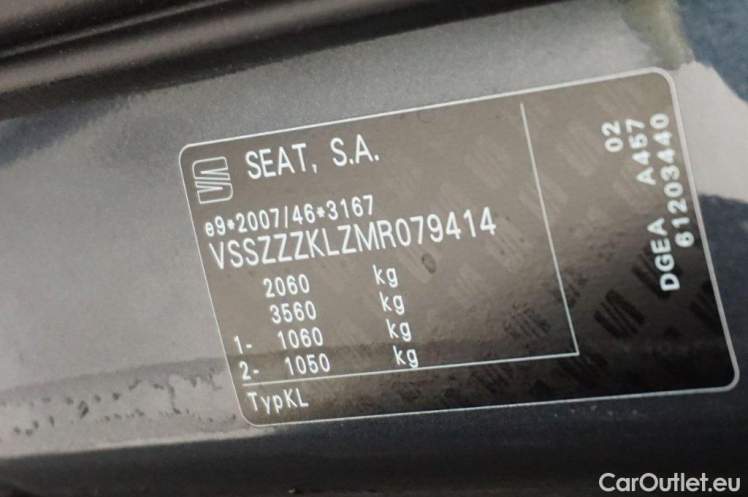 SEAT, S.A.
e9*2007/46*3167
VSSZZZKLZMR079414
2060 kg
3560 kg
1- 1060 kg
2- 1050 kg
TypKL
02
DGEA A457
61203440
CarOutlet.eu